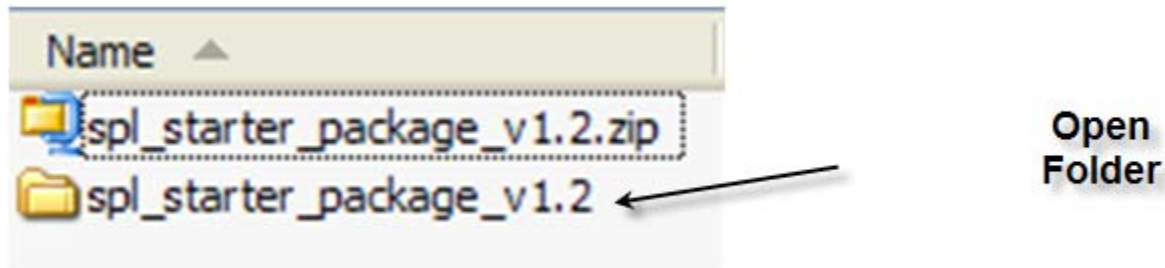 Name
spl_starter_package_v1.2.zip
spl_starter_package_v1.2
Open
Folder